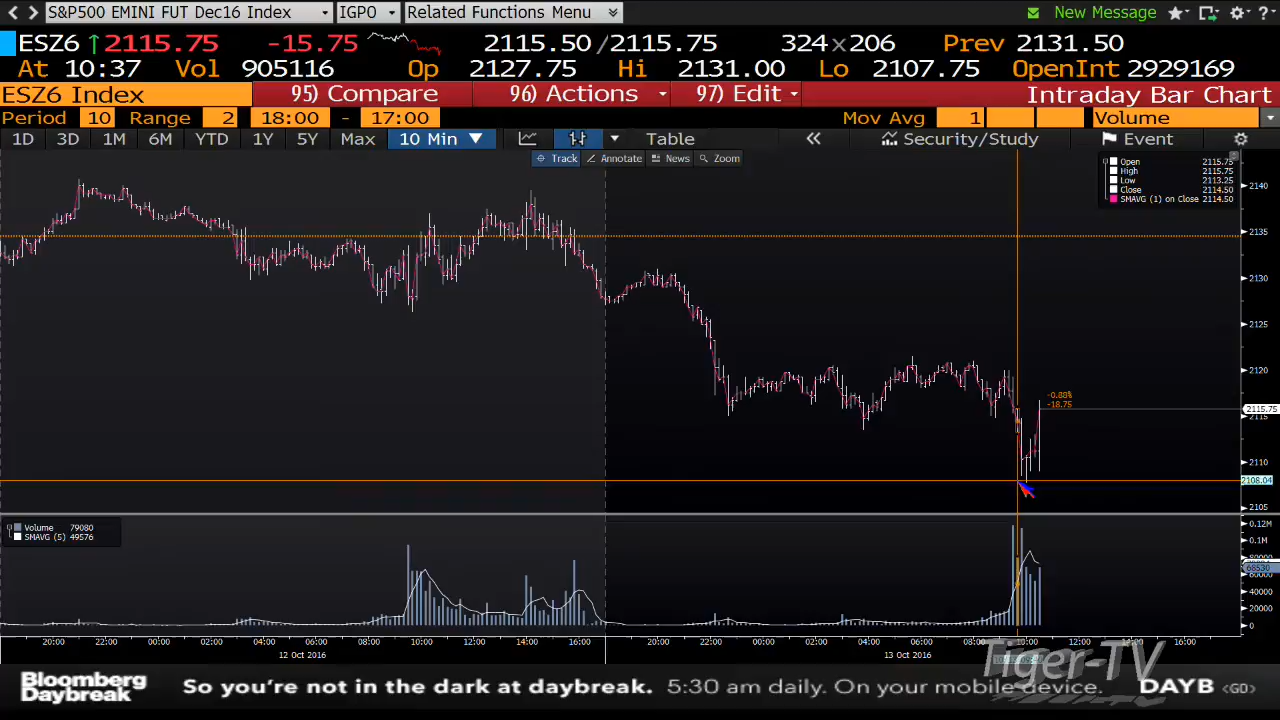 S&P500 EMINI FUT Dec16 Index IGPO Related Functions Menu New Message
ESZ6 ↑2115.75 -15.75 2115.50/2115.75 324x206 Prev 2131.50
At 10:37 Vol 905116 Op 2127.75 Hi 2131.00 Lo 2107.75 OpenInt 2929169
ESZ6 Index 95) Compare 96) Actions 97) Edit Intraday Bar Chart
Period 10 Range 2 18:00 - 17:00 Mov Avg 1 Volume
1D 3D 1M 6M YTD 1Y 5Y Max 10 Min Table Security/Study Event
Track Annotate News Zoom
Open 2115.75
High 2115.75
Low 2113.25
Close 2114.50
SMAVG (1) on Close 2114.50
2140
2135
2130
2125
2120
-0.88%
-18.75
2115.75
2115
2110
2108.04
2105
Volume 79080
SMAVG (5) 49576
0.12M
0.1M
80000
68530
60000
40000
20000
0
20:00 22:00 00:00 02:00 04:00 06:00 08:00 10:00 12:00 14:00 16:00 20:00 22:00 00:00 02:00 04:00 06:00 08:00 10:00 12:00 14:00 16:00
12 Oct 2016 13 Oct 2016
Tiger-TV
Bloomberg
Daybreak
So you're not in the dark at daybreak. 5:30 am daily. On your mobile device. DAYB <GO>